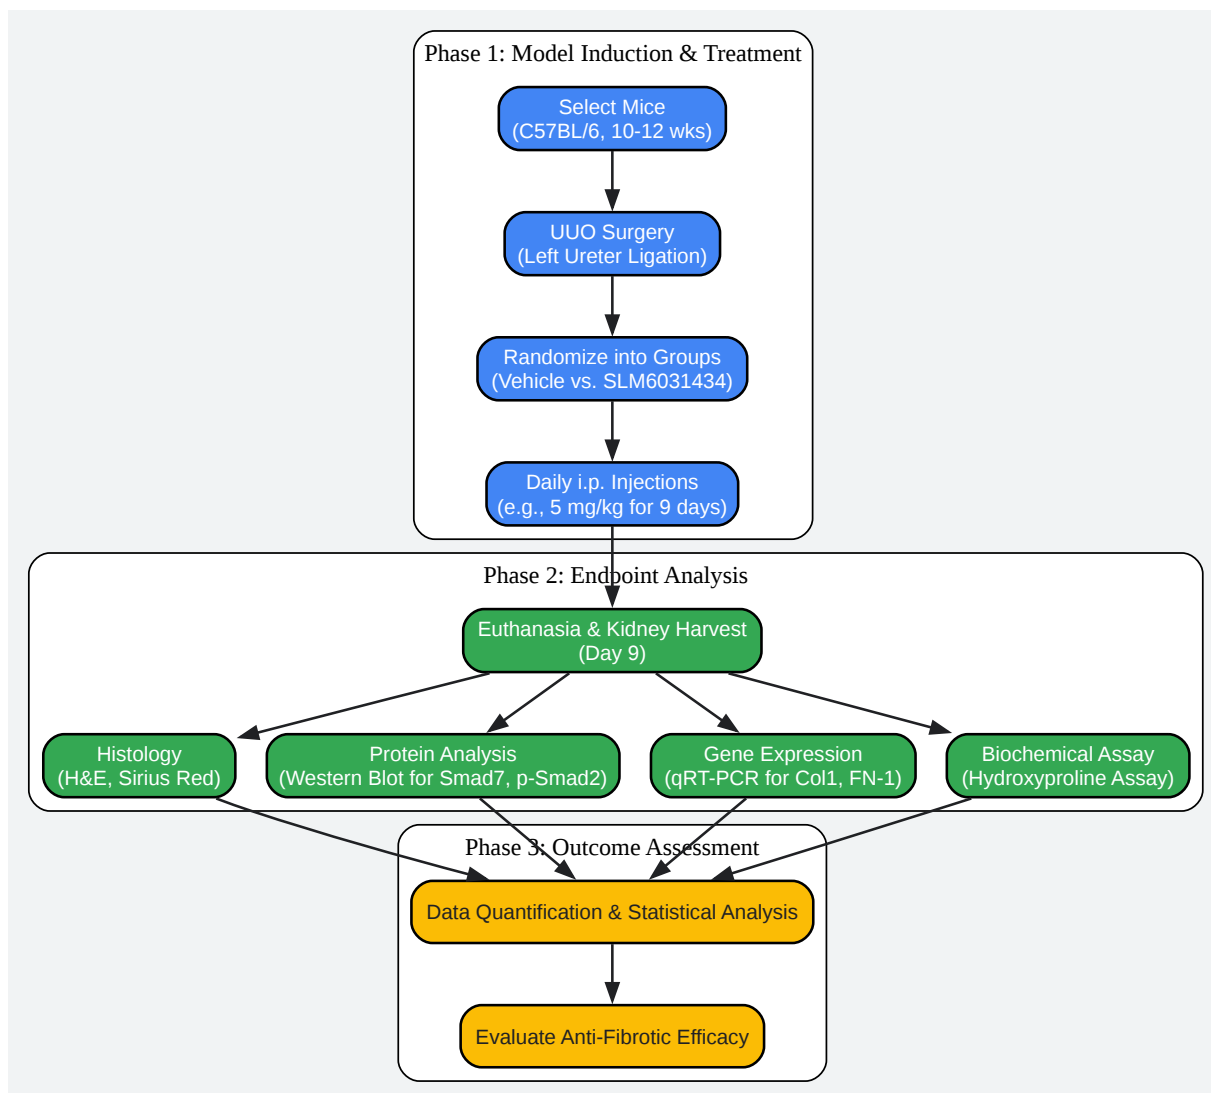 Phase 1: Model Induction & Treatment
Select Mice
(C57BL/6, 10-12 wks)
UUO Surgery
(Left Ureter Ligation)
Randomize into Groups
(Vehicle vs. SLM6031434)
Daily i.p. Injections
(e.g., 5 mg/kg for 9 days)
Phase 2: Endpoint Analysis
Euthanasia & Kidney Harvest
(Day 9)
Histology
(H&E, Sirius Red)
Protein Analysis
(Western Blot for Smad7, p-Smad2)
Gene Expression
(qRT-PCR for Col1, FN-1)
Biochemical Assay
(Hydroxyproline Assay)
Phase 3: Outcome Assessment
Data Quantification & Statistical Analysis
Evaluate Anti-Fibrotic Efficacy